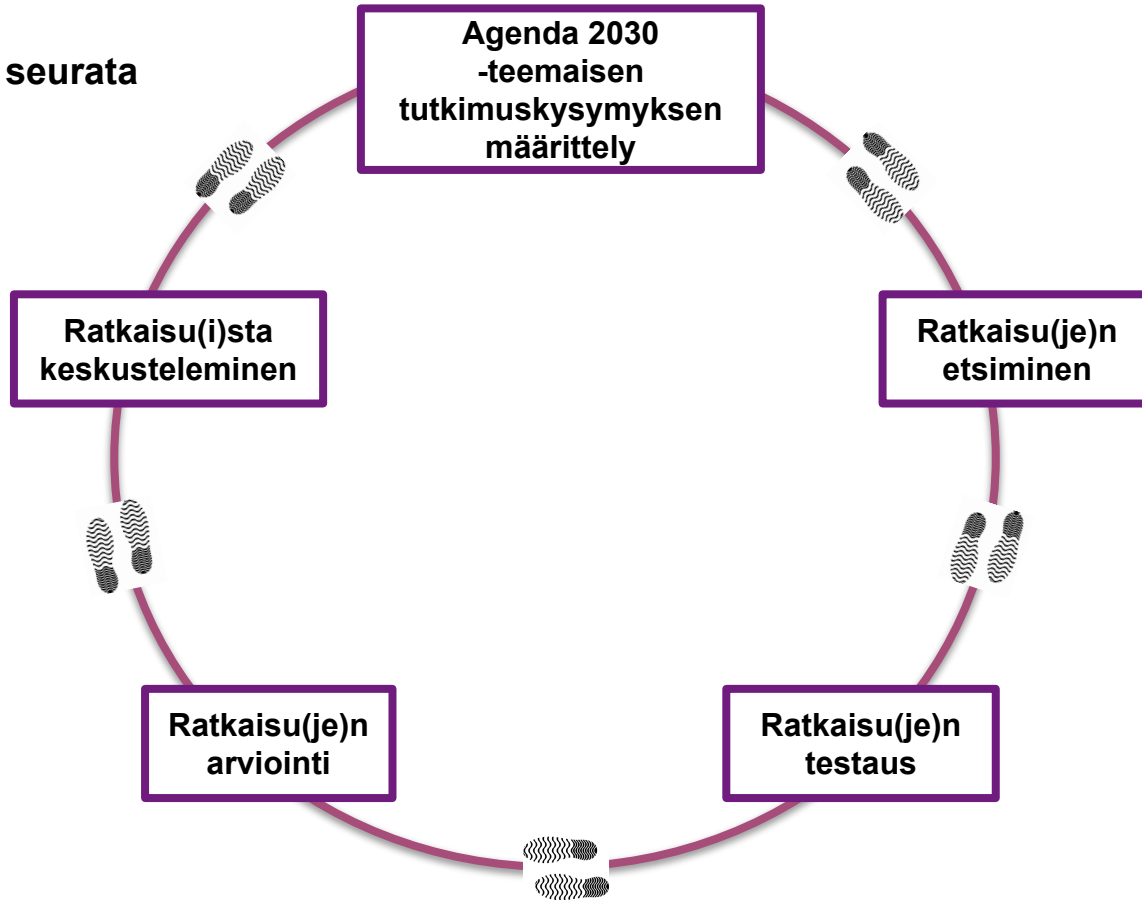 seurata
Agenda 2030
-teemaisen
tutkimuskysymyksen
määrittely
Ratkaisu(i)sta
keskusteleminen
Ratkaisu(je)n
etsiminen
Ratkaisu(je)n
arviointi
Ratkaisu(je)n
testaus